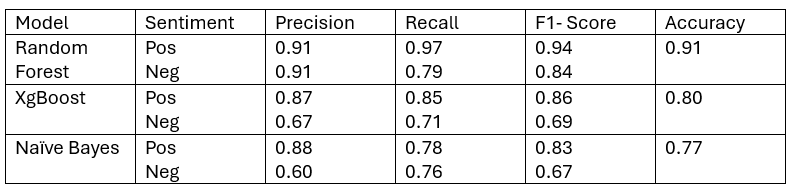 Model Sentiment Precision Recall F1- Score Accuracy
Random Pos 0.91 0.97 0.94 0.91
Forest Neg 0.91 0.79 0.84
XgBoost Pos 0.87 0.85 0.86 0.80
Neg 0.67 0.71 0.69
Naïve Bayes Pos 0.88 0.78 0.83 0.77
Neg 0.60 0.76 0.67